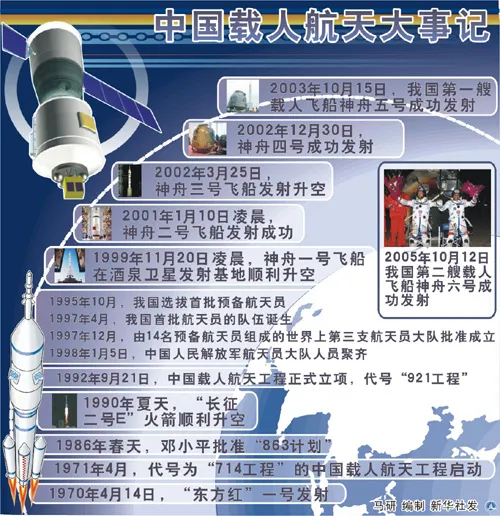 中国载人航天大事记
2003年10月15日，我国第一艘
载人飞船神舟五号成功发射
2002年12月30日，
神舟四号成功发射
2002年3月25日，
神舟三号飞船发射升空
2001年1月10日凌晨，
神舟二号飞船发射成功
1999年11月20日凌晨，神舟一号飞船
在酒泉卫星发射基地顺利升空
2005年10月12日
我国第二艘载人
飞船神舟六号成
功发射
1995年10月，我国选拔首批预备航天员
1997年4月，我国首批航天员的队伍诞生
1997年12月，由14名预备航天员组成的世界上第三支航天员大队批准成立
1998年1月5日，中国人民解放军航天员大队人员聚齐
1992年9月21日，中国载人航天工程正式立项，代号“921工程”
1990年夏天，“长征
二号E”火箭顺利升空
1986年春天，邓小平批准“863计划”
1971年4月，代号为“714工程”的中国载人航天工程启动
1970年4月14日，“东方红”一号发射
马研 编制 新华社发